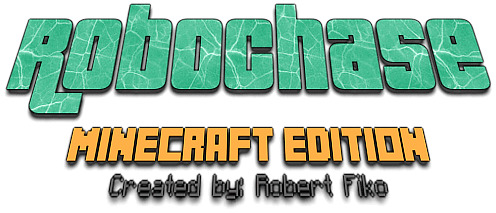 Robochase
MINECRAFT EDITION
Created by: Robert Fiko